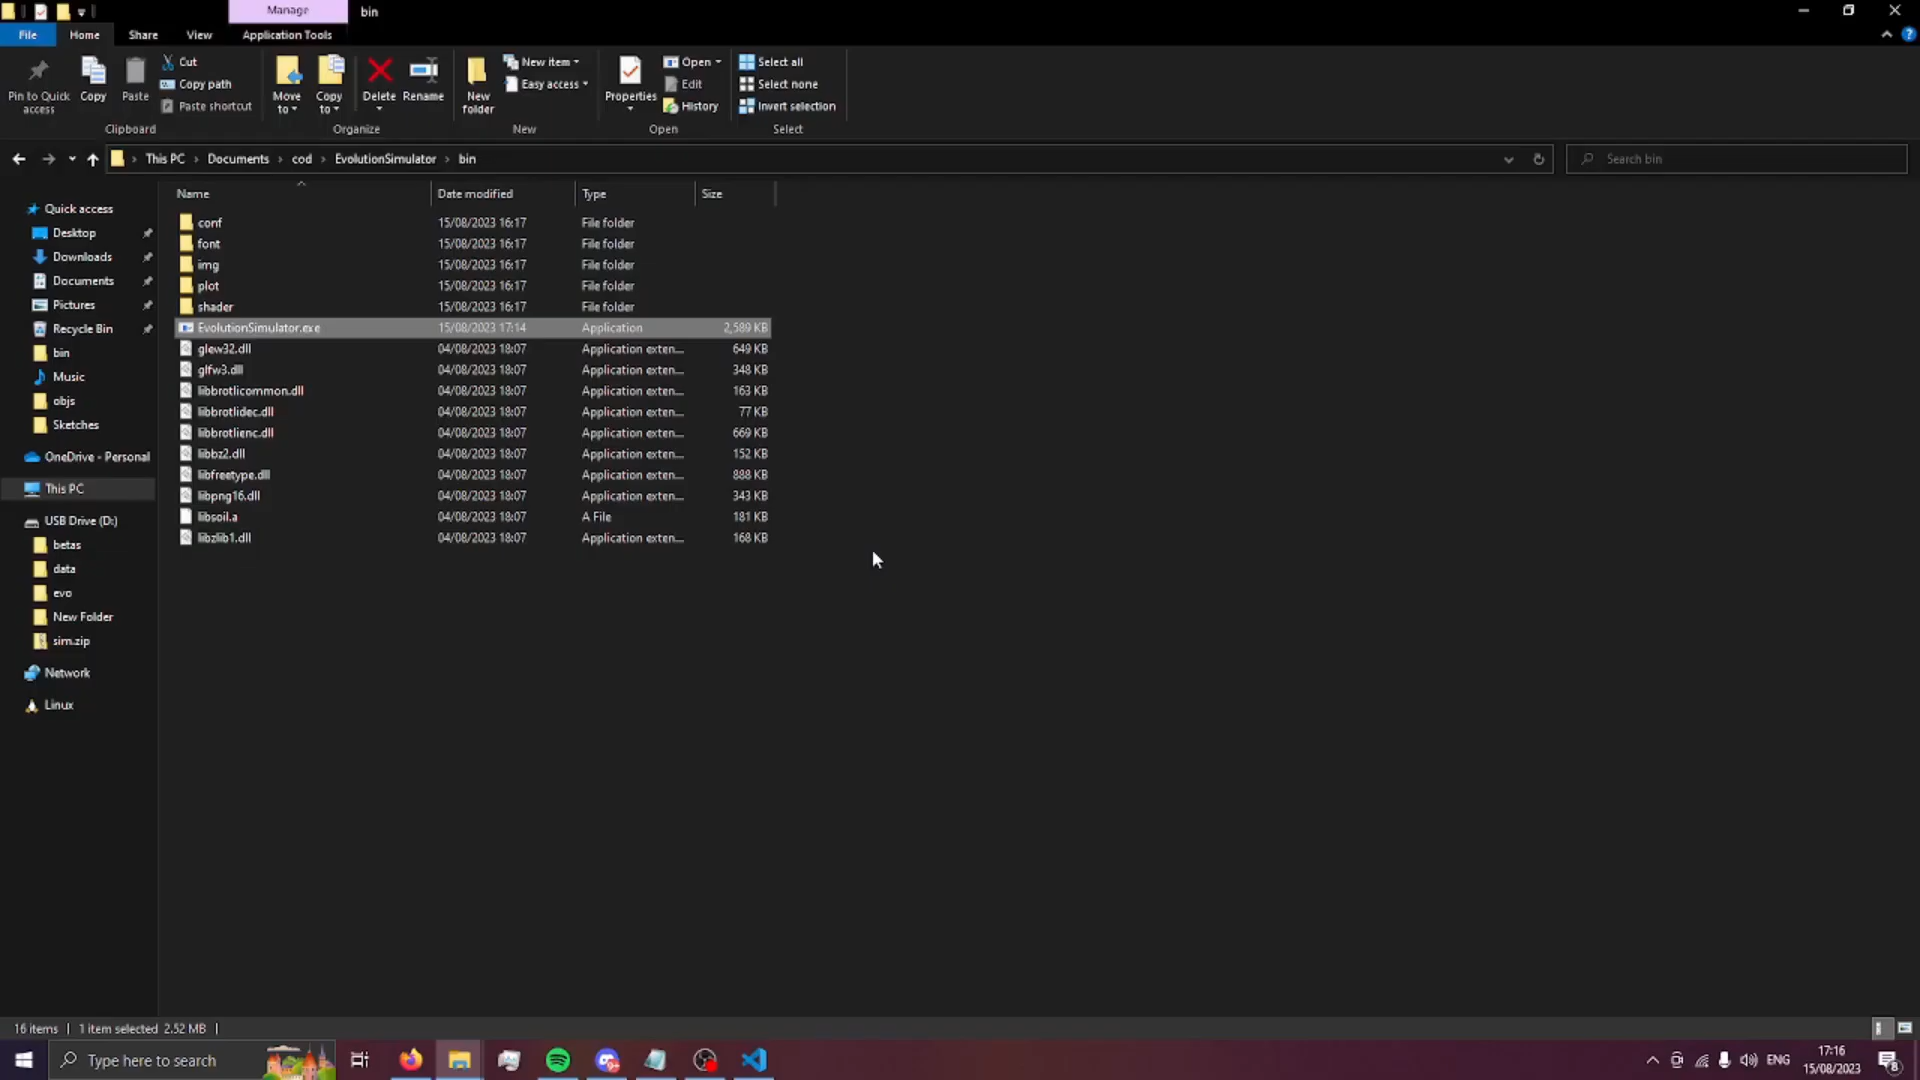 Manage
bin
File
Home
Share
View
Application Tools
Pin to Quick
access
Copy
Paste
Cut
Copy path
Paste shortcut
Clipboard
Move
to
Copy
to
Delete
Rename
Organize
New
folder
New item
Easy access
New
Properties
Open
Edit
History
Open
Select all
Select none
Invert selection
Select
This PC
Documents
cod
EvolutionSimulator
bin
Search bin
Name
Date modified
Type
Size
Quick access
Desktop
Downloads
Documents
Pictures
Recycle Bin
bin
Music
objs
Sketches
OneDrive - Personal
This PC
USB Drive (D:)
betas
data
evo
New Folder
sim.zip
Network
Linux
conf 15/08/2023 16:17 File folder
font 15/08/2023 16:17 File folder
img 15/08/2023 16:17 File folder
plot 15/08/2023 16:17 File folder
shader 15/08/2023 16:17 File folder
EvolutionSimulator.exe 15/08/2023 17:14 Application 2,589 KB
glew32.dll 04/08/2023 18:07 Application exten... 649 KB
glfw3.dll 04/08/2023 18:07 Application exten... 348 KB
libbrotlicommon.dll 04/08/2023 18:07 Application exten... 163 KB
libbrotlidec.dll 04/08/2023 18:07 Application exten... 77 KB
libbrotlienc.dll 04/08/2023 18:07 Application exten... 669 KB
libbz2.dll 04/08/2023 18:07 Application exten... 152 KB
libfreetype.dll 04/08/2023 18:07 Application exten... 888 KB
libpng16.dll 04/08/2023 18:07 Application exten... 343 KB
libsoil.a 04/08/2023 18:07 A File 181 KB
libzlib1.dll 04/08/2023 18:07 Application exten... 168 KB
16 items
1 item selected 2.52 MB
Type here to search
ENG
17:16
15/08/2023
8